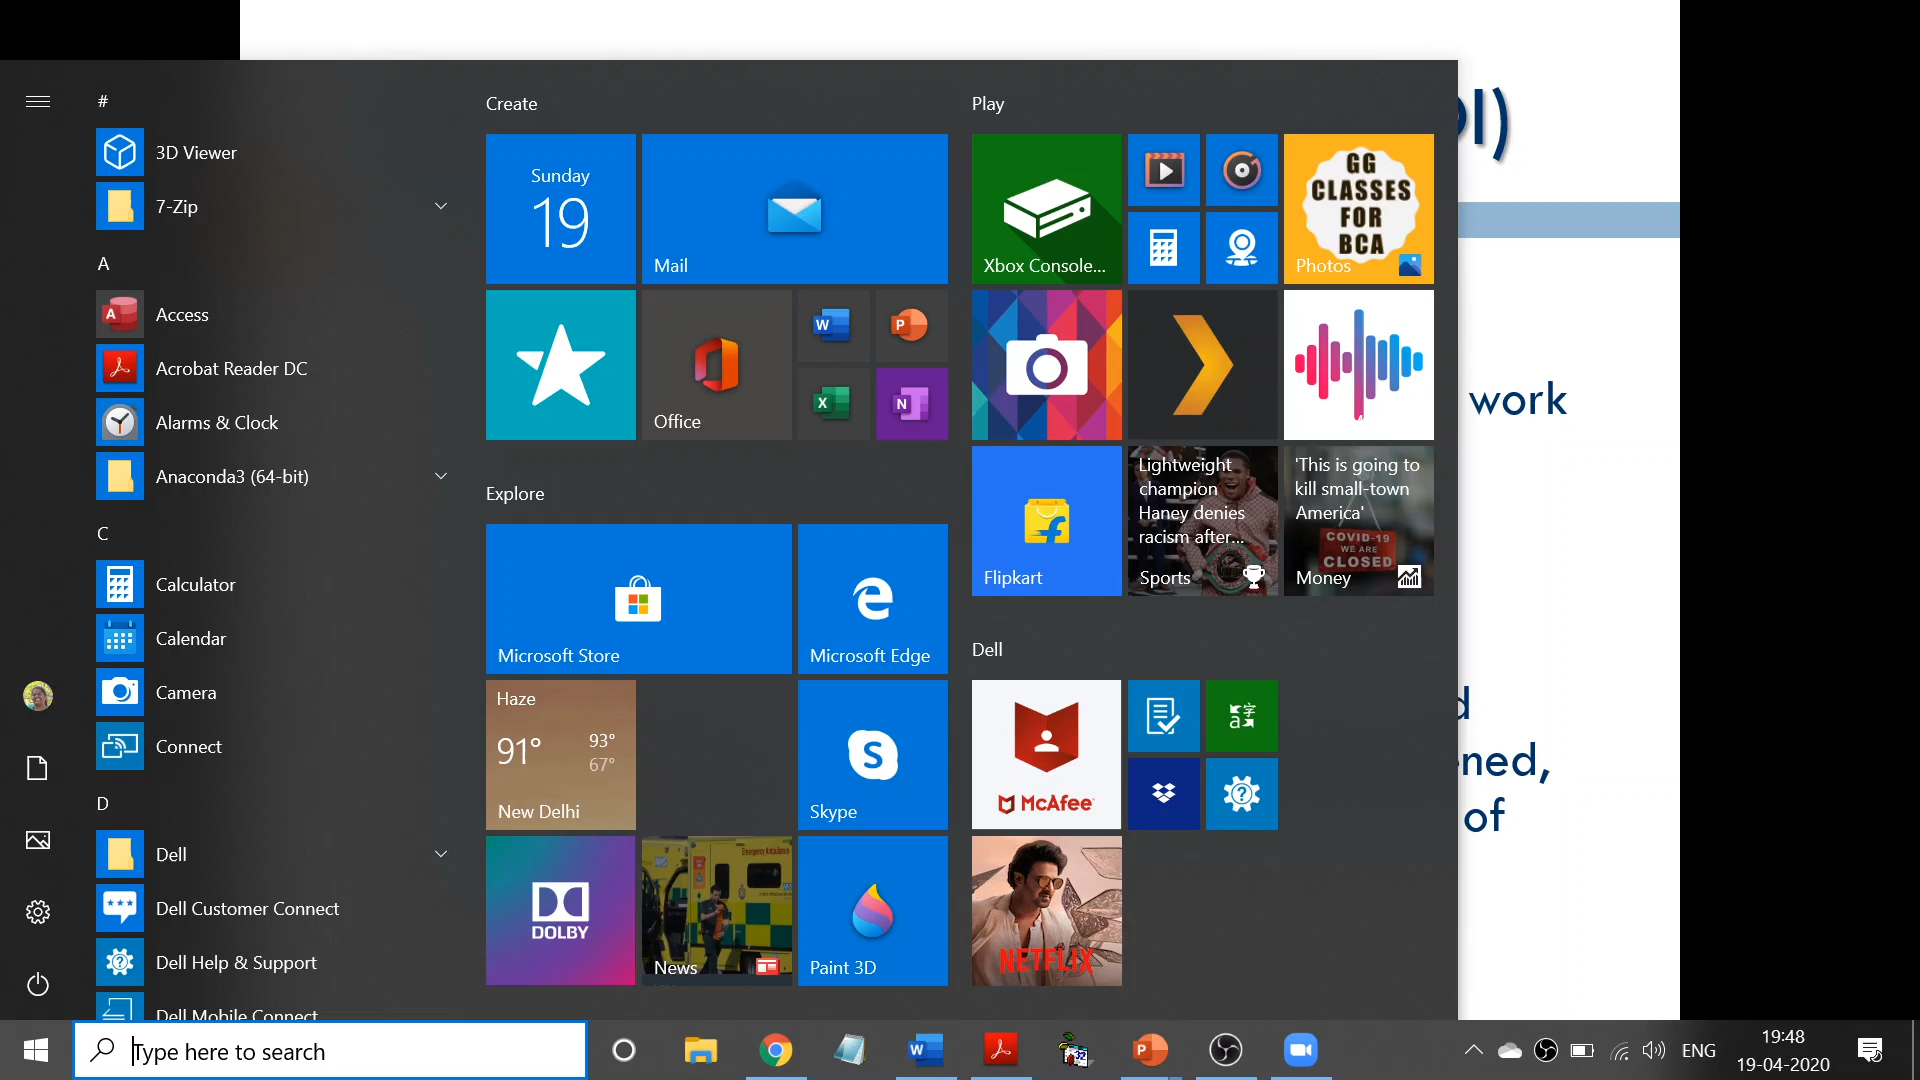 DI)
work
d
ened,
of
#
3D Viewer
7-Zip
A
Access
Acrobat Reader DC
Alarms & Clock
Anaconda3 (64-bit)
C
Calculator
Calendar
Camera
Connect
D
Dell
Dell Customer Connect
Dell Help & Support
Dell Mobile Connect
Create
Sunday
19
Mail
Office
Explore
Microsoft Store
Microsoft Edge
Haze
91°
93°
67°
New Delhi
Skype
DOLBY
Emergency Ambulance
News
Paint 3D
Play
Xbox Console...
GG
CLASSES
FOR
BCA
Photos
Flipkart
Lightweight
champion
Haney denies
racism after...
Sports
'This is going to
kill small-town
America'
COVID-19
WE ARE
CLOSED
Money
Dell
McAfee
NETFLIX
Type here to search
ENG
19:48
19-04-2020